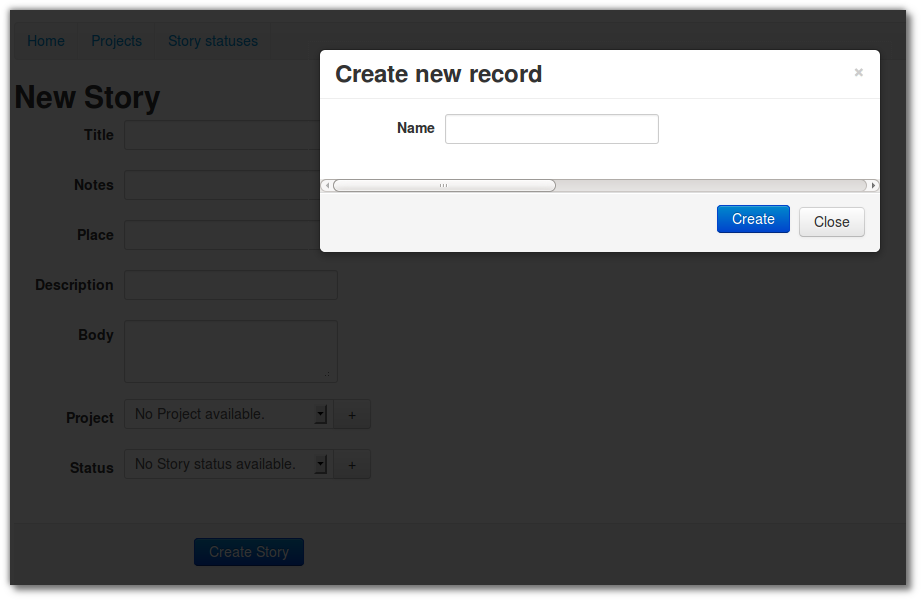 Home Projects Story statuses
Create new record ×
New Story
Name
Title
Notes
Create Close
Place
Description
Body
Project No Project available. +
Status No Story status available. +
Create Story